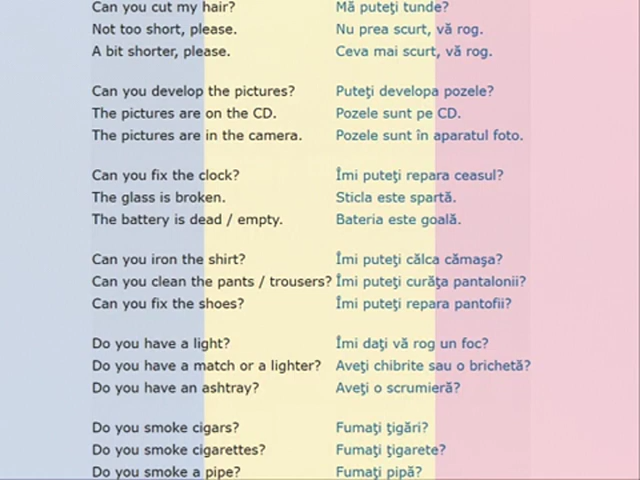 Can you cut my hair? Mă puteţi tunde?
Not too short, please. Nu prea scurt, vă rog.
A bit shorter, please. Ceva mai scurt, vă rog.
Can you develop the pictures? Puteţi developa pozele?
The pictures are on the CD. Pozele sunt pe CD.
The pictures are in the camera. Pozele sunt în aparatul foto.
Can you fix the clock? Îmi puteţi repara ceasul?
The glass is broken. Sticla este spartă.
The battery is dead / empty. Bateria este goală.
Can you iron the shirt? Îmi puteţi călca cămaşa?
Can you clean the pants / trousers? Îmi puteţi curăţa pantalonii?
Can you fix the shoes? Îmi puteţi repara pantofii?
Do you have a light? Îmi daţi vă rog un foc?
Do you have a match or a lighter? Aveţi chibrite sau o brichetă?
Do you have an ashtray? Aveţi o scrumieră?
Do you smoke cigars? Fumaţi ţigări?
Do you smoke cigarettes? Fumaţi ţigarete?
Do you smoke a pipe? Fumaţi pipă?